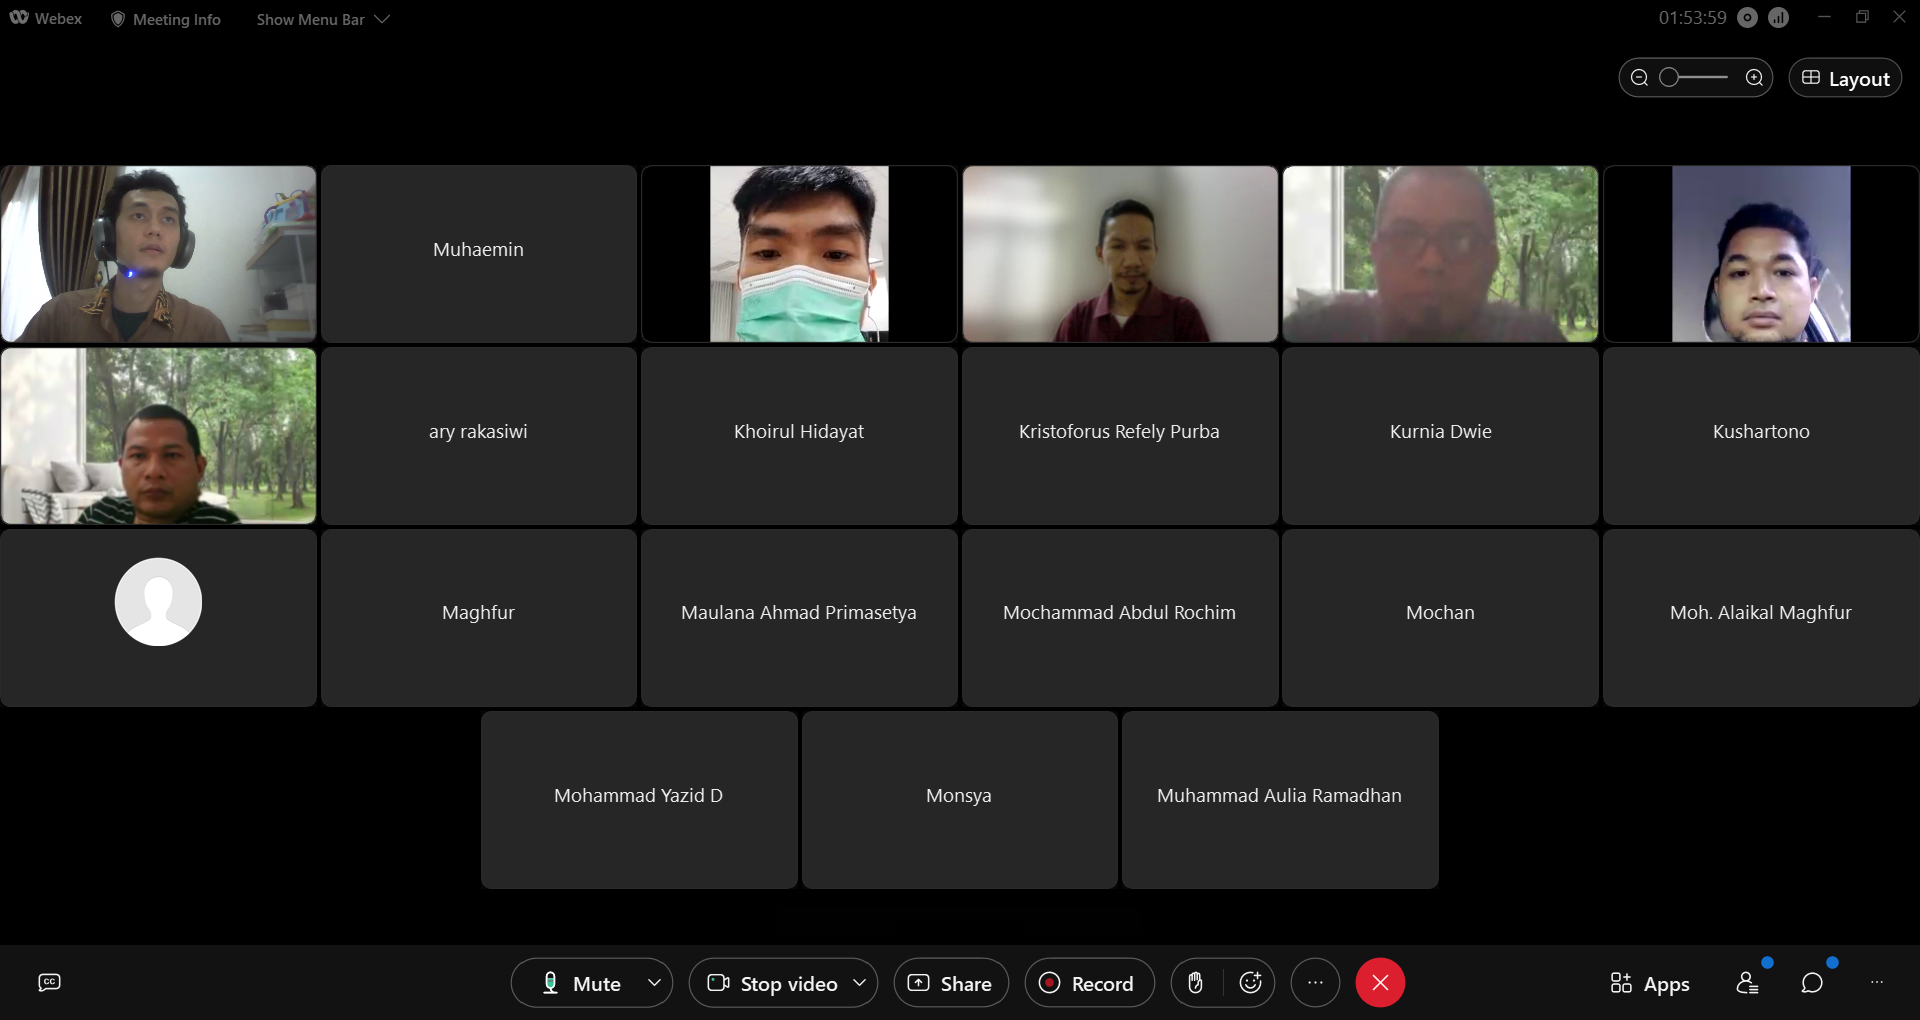 Webex
Meeting Info
Show Menu Bar
01:53:59
Layout
Muhaemin
ary rakasiwi
Khoirul Hidayat
Kristoforus Refely Purba
Kurnia Dwie
Kushartono
Maghfur
Maulana Ahmad Primasetya
Mochammad Abdul Rochim
Mochan
Moh. Alaikal Maghfur
Mohammad Yazid D
Monsya
Muhammad Aulia Ramadhan
CC
Mute
Stop video
Share
Record
Apps